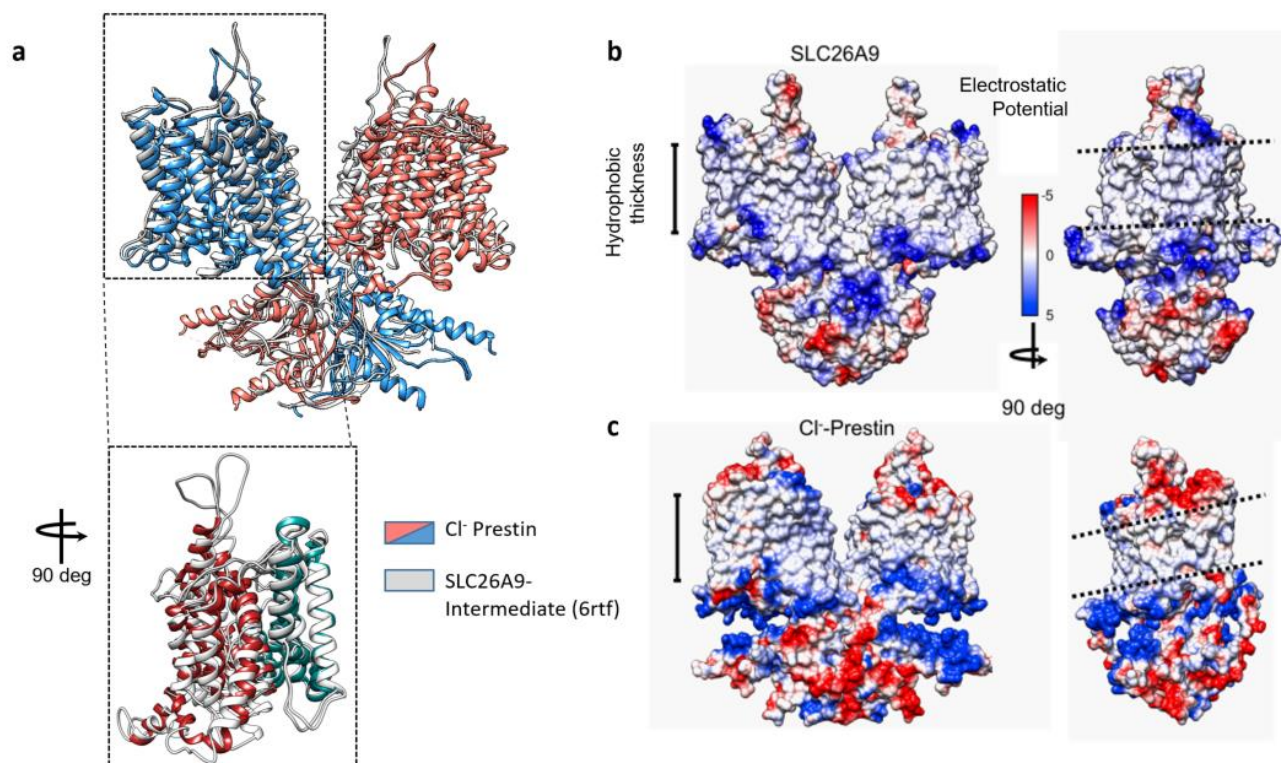 a
90 deg
Cl- Prestin
SLC26A9-
Intermediate (6rtf)
b
SLC26A9
Electrostatic
Potential
Hydrophobic
thickness
-5
0
5
90 deg
c
Cl⁻-Prestin